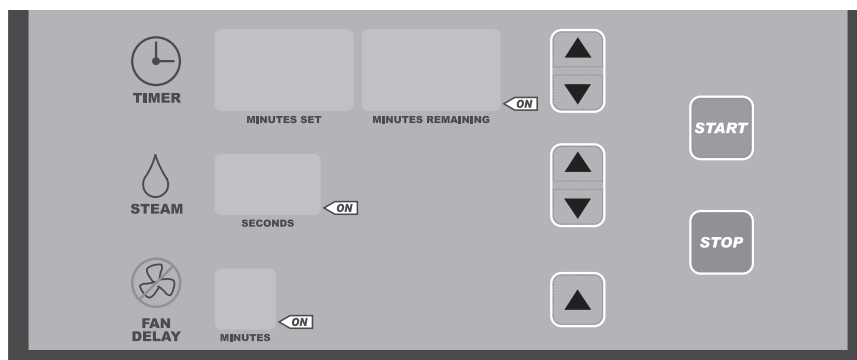 TIMER
MINUTES SET
MINUTES REMAINING
ON
START
STEAM
SECONDS
ON
STOP
FAN
DELAY
MINUTES
ON